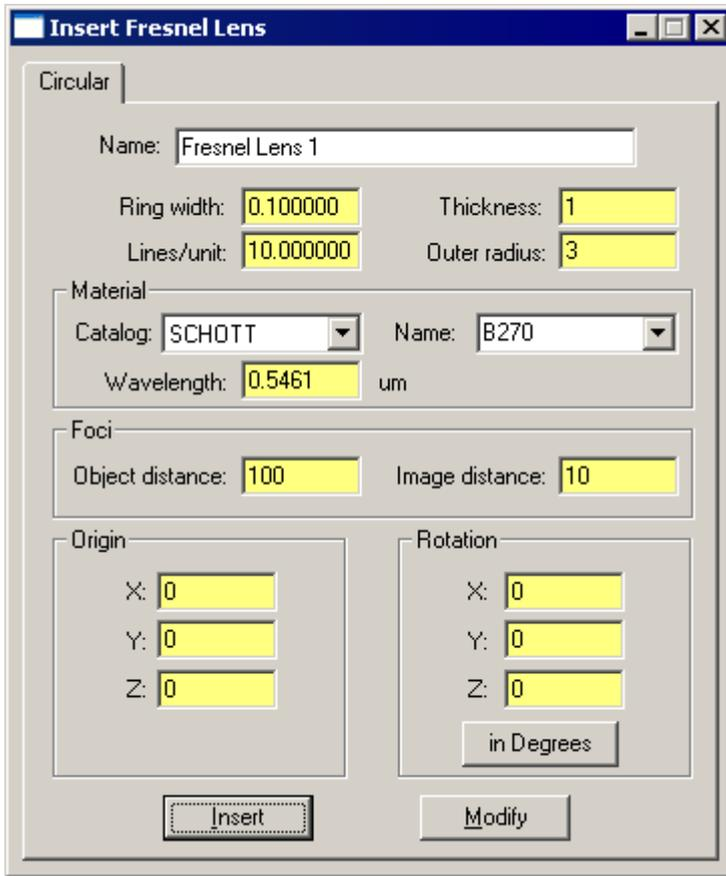 Insert Fresnel Lens
Circular
Name: Fresnel Lens 1
Ring width: 0.100000 Thickness: 1
Lines/unit: 10.000000 Outer radius: 3
Material
Catalog: SCHOTT Name: B270
Wavelength: 0.5461 um
Foci
Object distance: 100 Image distance: 10
Origin Rotation
X: 0 X: 0
Y: 0 Y: 0
Z: 0 Z: 0
in Degrees
Insert Modify